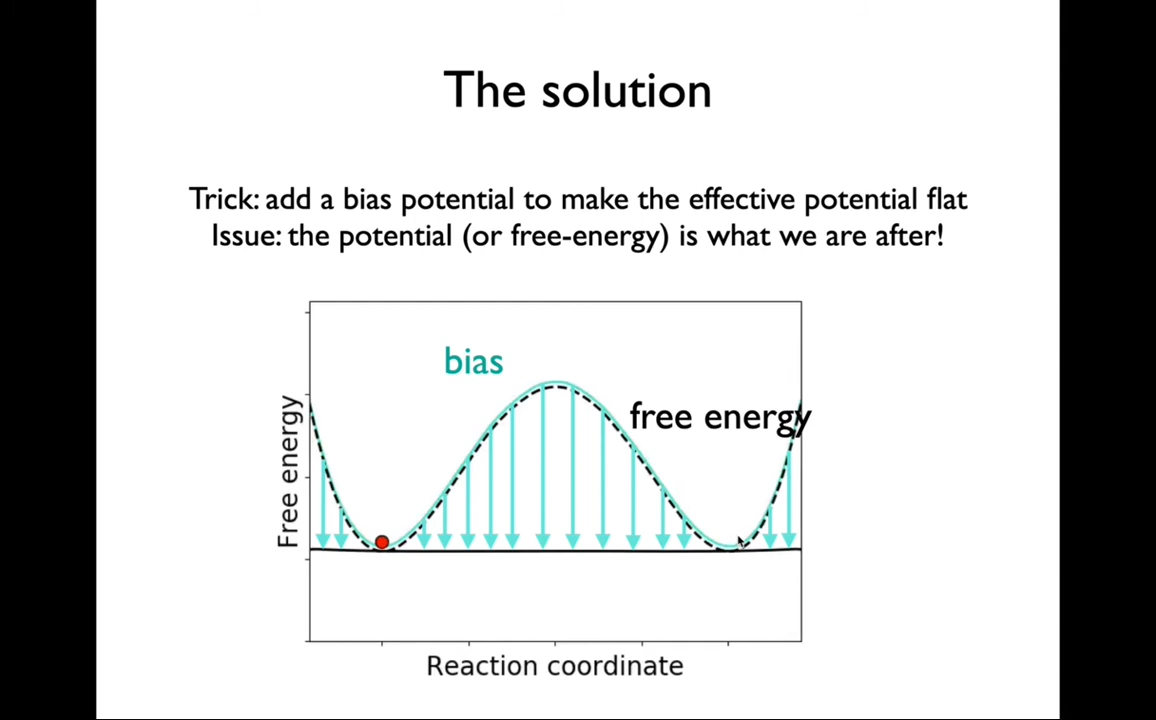 The solution
Trick: add a bias potential to make the effective potential flat
Issue: the potential (or free-energy) is what we are after!
bias
free energy
Free energy
Reaction coordinate